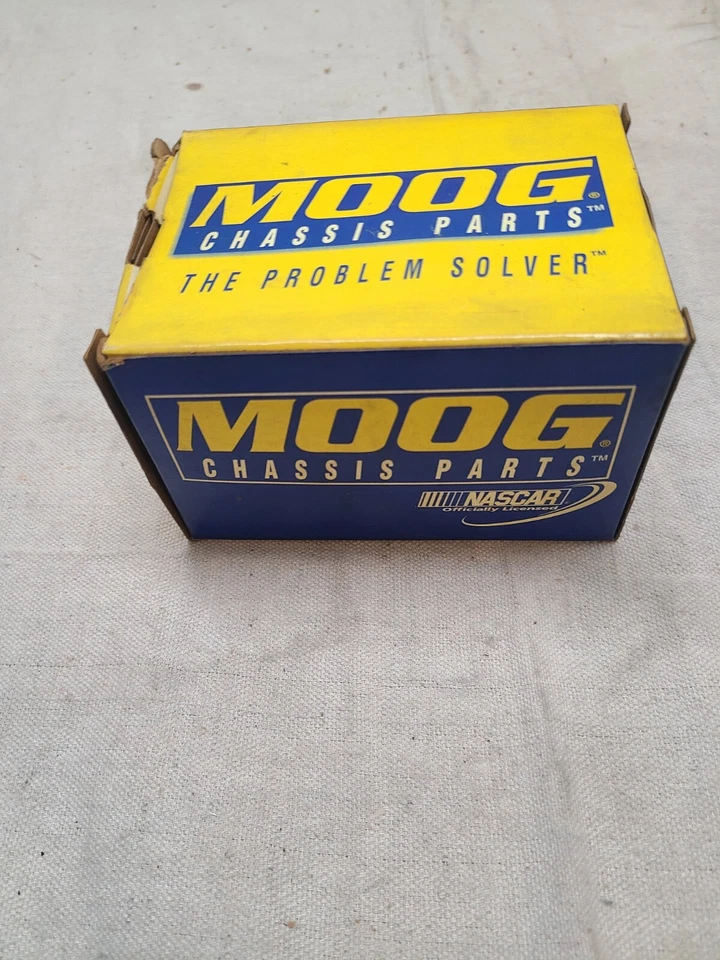 MOOG®
CHASSIS PARTS™
THE PROBLEM SOLVER™
MOOG®
CHASSIS PARTS™
NASCAR
Officially Licensed